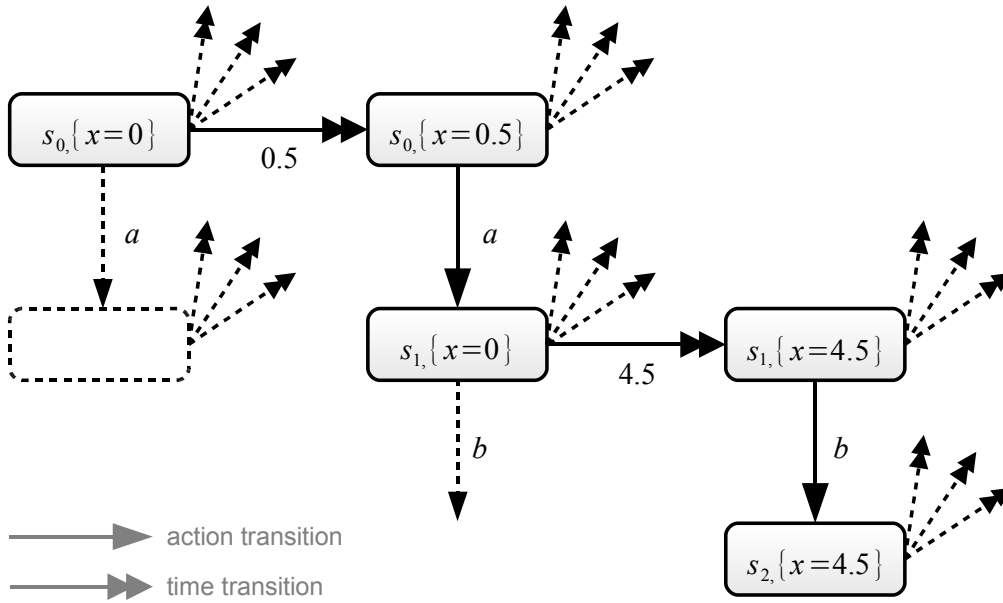 s₀,{x=0}
0.5
s₀,{x=0.5}
a
a
s₁,{x=0}
4.5
s₁,{x=4.5}
b
b
action transition
s₂,{x=4.5}
time transition